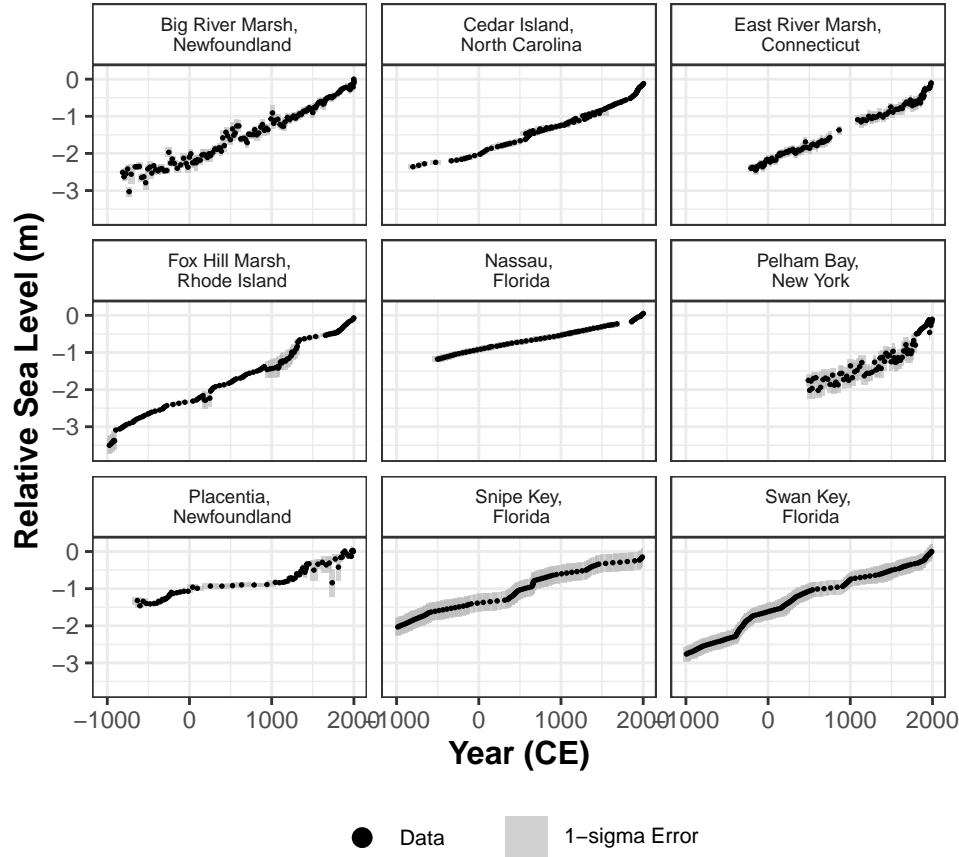 Big River Marsh,
Newfoundland
Cedar Island,
North Carolina
East River Marsh,
Connecticut
0
−1
−2
−3
Fox Hill Marsh,
Rhode Island
Nassau,
Florida
Pelham Bay,
New York
0
−1
−2
−3
Placentia,
Newfoundland
Snipe Key,
Florida
Swan Key,
Florida
0
−1
−2
−3
−1000 0 1000 2000
−1000 0 1000 2000
−1000 0 1000 2000
Relative Sea Level (m)
Year (CE)
Data
1−sigma Error